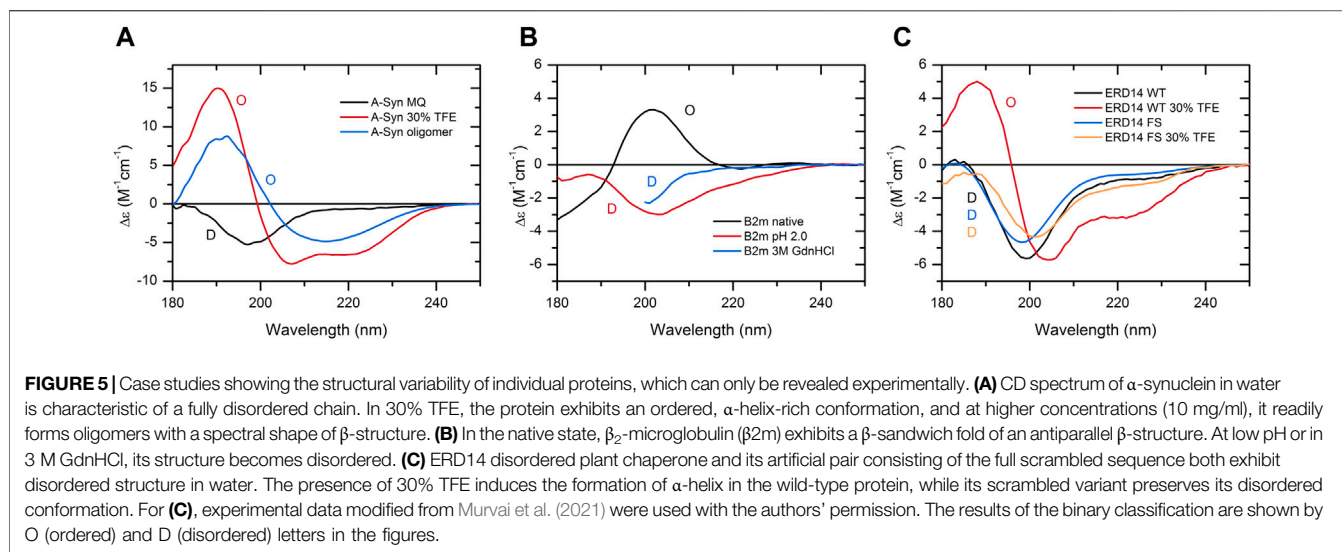 A
B
C
15
10
5
0
-5
-10
Δε (M⁻¹cm⁻¹)
O
O
D
A-Syn MQ
A-Syn 30% TFE
A-Syn oligomer
180 200 220 240
Wavelength (nm)
6
4
2
0
-2
-4
-6
Δε (M⁻¹cm⁻¹)
O
D
D
B2m native
B2m pH 2.0
B2m 3M GdnHCl
180 200 220 240
Wavelength (nm)
6
4
2
0
-2
-4
-6
Δε (M⁻¹cm⁻¹)
O
D
D
D
ERD14 WT
ERD14 WT 30% TFE
ERD14 FS
ERD14 FS 30% TFE
180 200 220 240
Wavelength (nm)
FIGURE 5 | Case studies showing the structural variability of individual proteins, which can only be revealed experimentally. (A) CD spectrum of α-synuclein in water
is characteristic of a fully disordered chain. In 30% TFE, the protein exhibits an ordered, α-helix-rich conformation, and at higher concentrations (10 mg/ml), it readily
forms oligomers with a spectral shape of β-structure. (B) In the native state, β₂-microglobulin (β2m) exhibits a β-sandwich fold of an antiparallel β-structure. At low pH or in
3 M GdnHCl, its structure becomes disordered. (C) ERD14 disordered plant chaperone and its artificial pair consisting of the full scrambled sequence both exhibit
disordered structure in water. The presence of 30% TFE induces the formation of α-helix in the wild-type protein, while its scrambled variant preserves its disordered
conformation. For (C), experimental data modified from Murvai et al. (2021) were used with the authors' permission. The results of the binary classification are shown by
O (ordered) and D (disordered) letters in the figures.